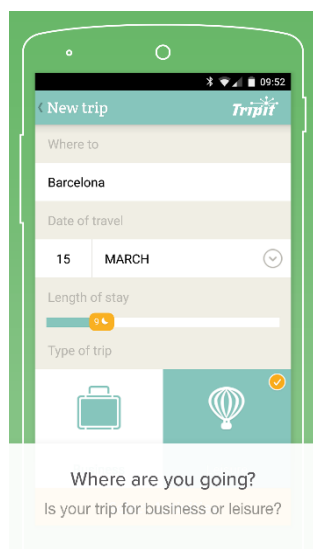 09:52
New trip
Tripit
Where to
Barcelona
Date of travel
15 MARCH
Length of stay
9
Type of trip
Where are you going?
Is your trip for business or leisure?